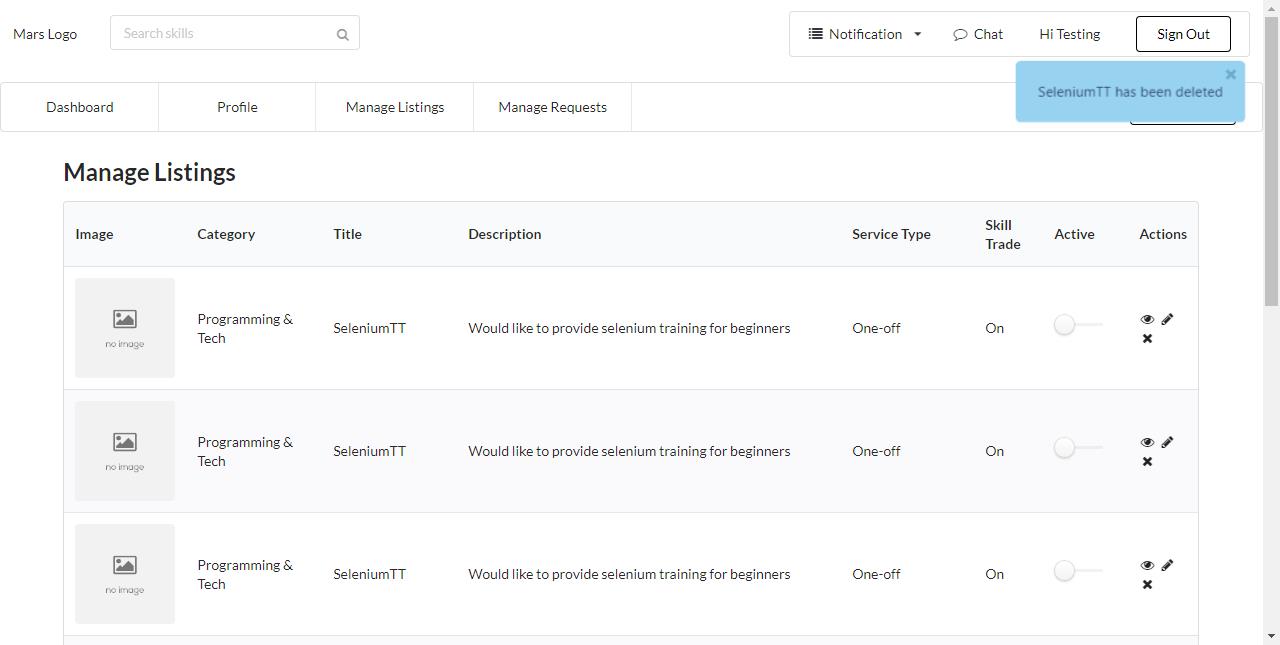 Mars Logo
Search skills
Notification
Chat
Hi Testing
Sign Out
SeleniumTT has been deleted
Dashboard
Profile
Manage Listings
Manage Requests
Manage Listings
Image
Category
Title
Description
Service Type
Skill
Trade
Active
Actions
no image
Programming &
Tech
SeleniumTT
Would like to provide selenium training for beginners
One-off
On
no image
Programming &
Tech
SeleniumTT
Would like to provide selenium training for beginners
One-off
On
no image
Programming &
Tech
SeleniumTT
Would like to provide selenium training for beginners
One-off
On